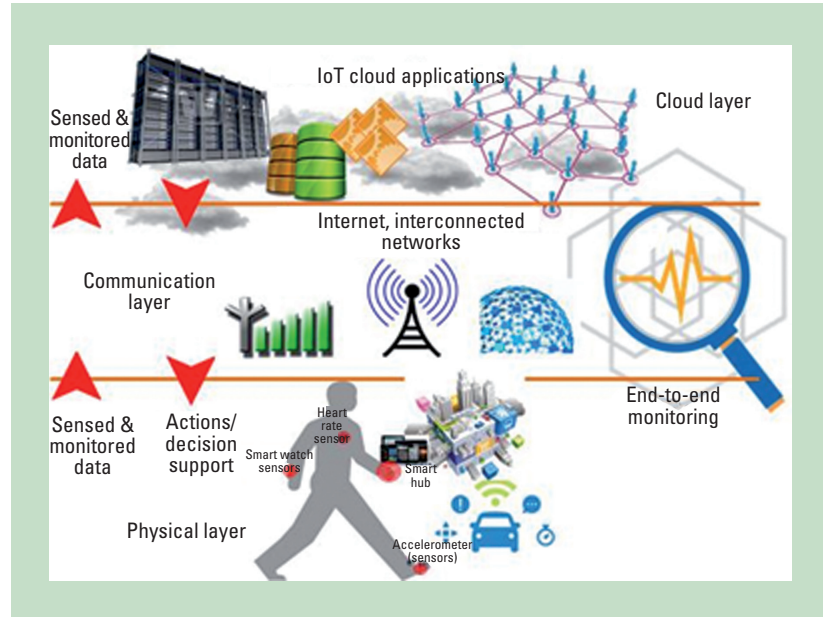 IoT cloud applications
Cloud layer
Sensed &
monitored
data
Internet, interconnected
networks
Communication
layer
End-to-end
monitoring
Sensed &
monitored
data
Actions/
decision
support
Heart
rate
sensor
Smart watch
sensors
Smart
hub
Physical layer
Accelerometer
(sensors)